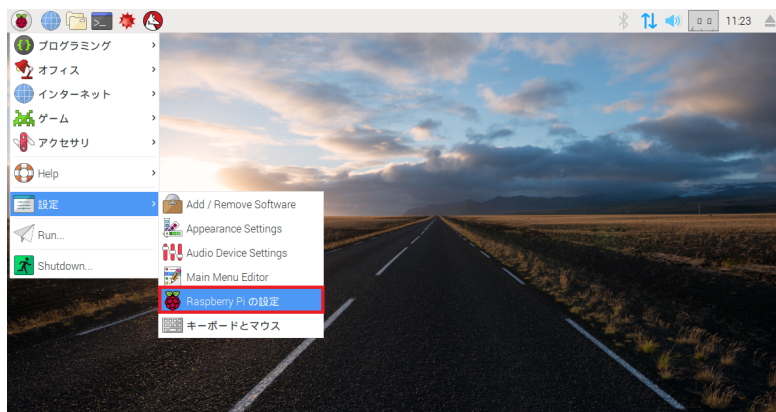 11:23
プログラミング
オフィス
インターネット
ゲーム
アクセサリ
Help
設定
Run...
Shutdown...
Add / Remove Software
Appearance Settings
Audio Device Settings
Main Menu Editor
Raspberry Pi の設定
キーボードとマウス